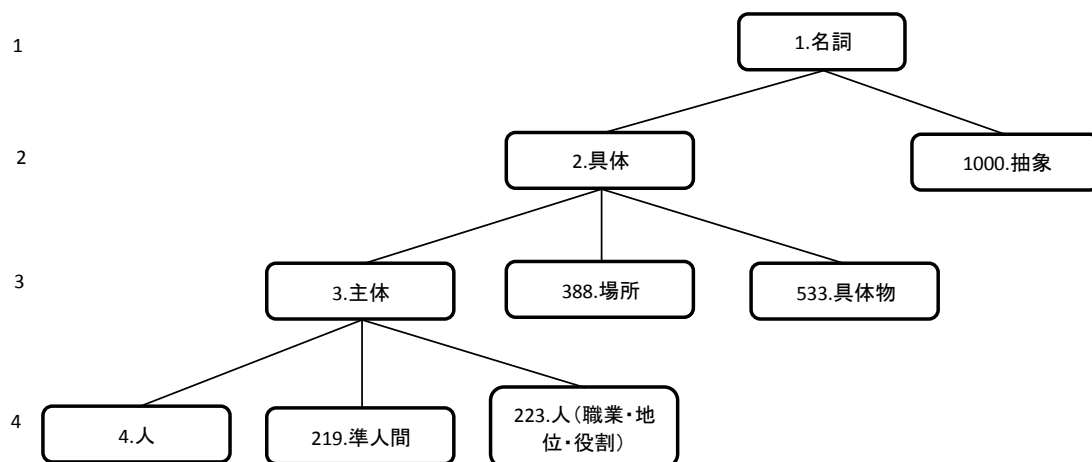 1
1.名詞
2
2.具体
1000.抽象
3
3.主体
388.場所
533.具体物
4
4.人
219.準人間
223.人(職業・地
位・役割)